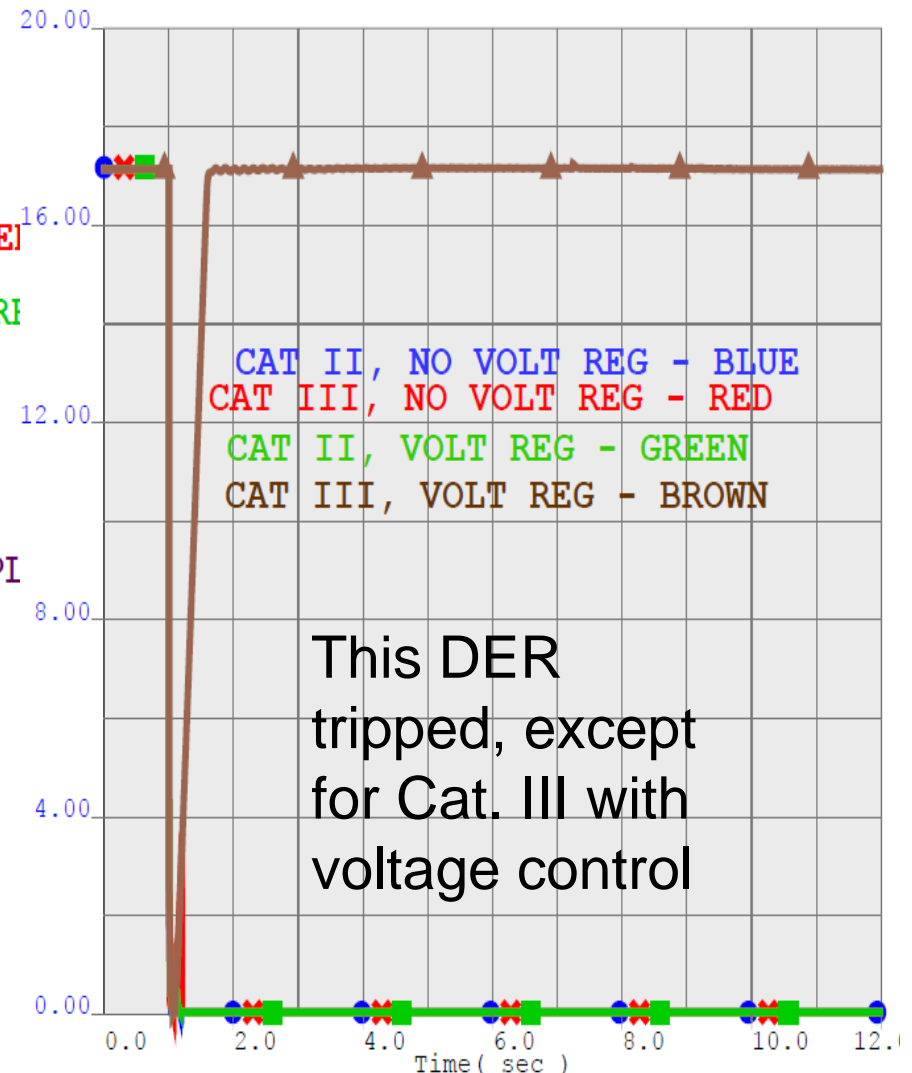 20.00
16.00
12.00
8.00
4.00
0.00
CAT II, NO VOLT REG - BLUE
CAT III, NO VOLT REG - RED
CAT II, VOLT REG - GREEN
CAT III, VOLT REG - BROWN
This DER
tripped, except
for Cat. III with
voltage control
0.0 2.0 4.0 6.0 8.0 10.0 12.0
Time( sec )